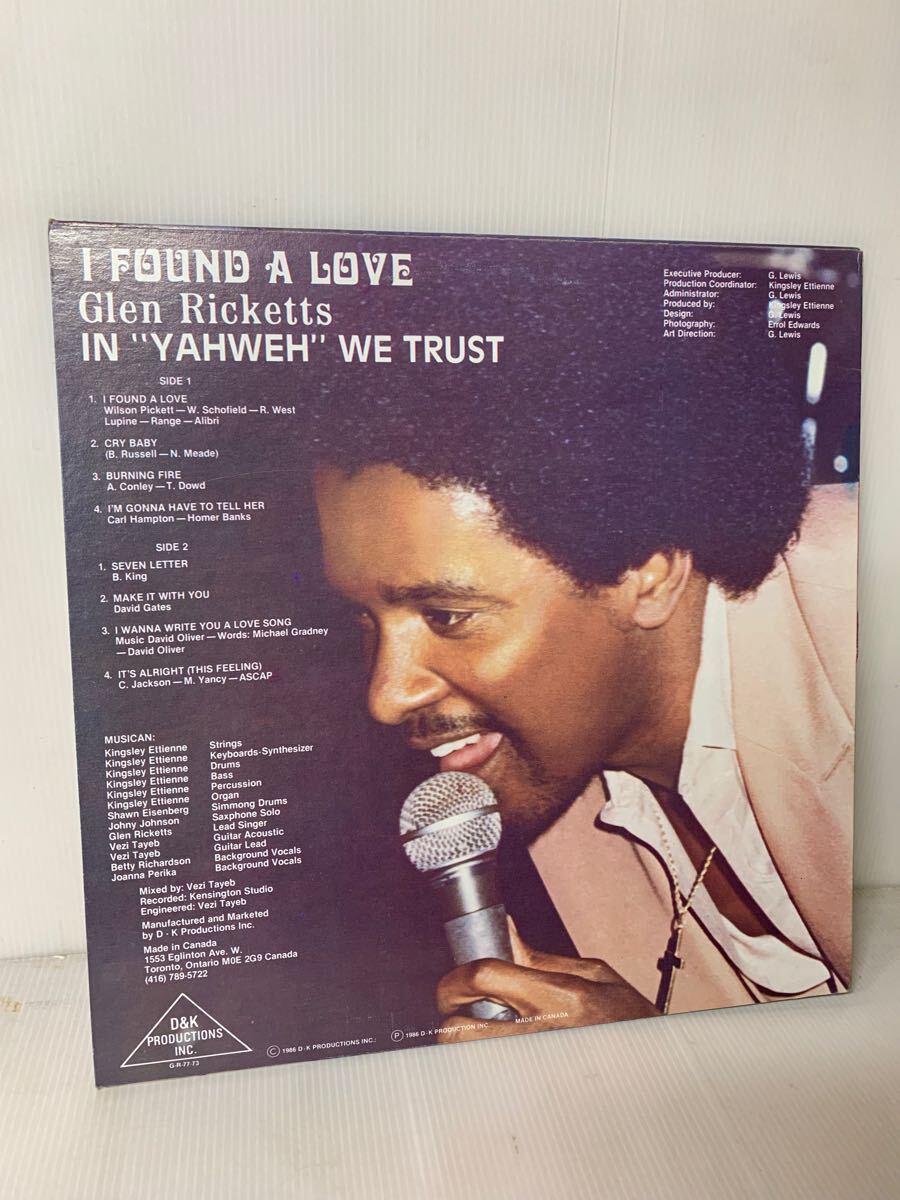 I FOUND A LOVE
Glen Ricketts
IN "YAHWEH" WE TRUST
Executive Producer: G. Lewis
Production Coordinator: Kingsley Ettienne
Administrator: G. Lewis
Produced by: Kingsley Ettienne
Design: G. Lewis
Photography: Errol Edwards
Art Direction: G. Lewis
SIDE 1
1. I FOUND A LOVE
Wilson Pickett — W. Schofield — R. West
Lupine — Range — Alibri
2. CRY BABY
(B. Russell — N. Meade)
3. BURNING FIRE
A. Conley — T. Dowd
4. I'M GONNA HAVE TO TELL HER
Carl Hampton — Homer Banks
SIDE 2
1. SEVEN LETTER
B. King
2. MAKE IT WITH YOU
David Gates
3. I WANNA WRITE YOU A LOVE SONG
Music David Oliver — Words: Michael Gradney
— David Oliver
4. IT'S ALRIGHT (THIS FEELING)
C. Jackson — M. Yancy — ASCAP
MUSICAN:
Kingsley Ettienne Strings
Kingsley Ettienne Keyboards-Synthesizer
Kingsley Ettienne Drums
Kingsley Ettienne Bass
Kingsley Ettienne Percussion
Kingsley Ettienne Organ
Shawn Eisenberg Simmong Drums
Johny Johnson Saxphone Solo
Glen Ricketts Lead Singer
Vezi Tayeb Guitar Acoustic
Vezi Tayeb Guitar Lead
Betty Richardson Background Vocals
Joanna Perika Background Vocals
Mixed by: Vezi Tayeb
Recorded: Kensington Studio
Engineered: Vezi Tayeb
Manufactured and Marketed
by D - K Productions Inc.
Made in Canada
1553 Eglinton Ave. W.
Toronto, Ontario M0E 2G9 Canada
(416) 789-5722
D&K
PRODUCTIONS
INC.
G-R-77-73
Ⓒ 1986 D - K PRODUCTIONS INC.: Ⓟ 1986 D - K PRODUCTION INC. MADE IN CANADA